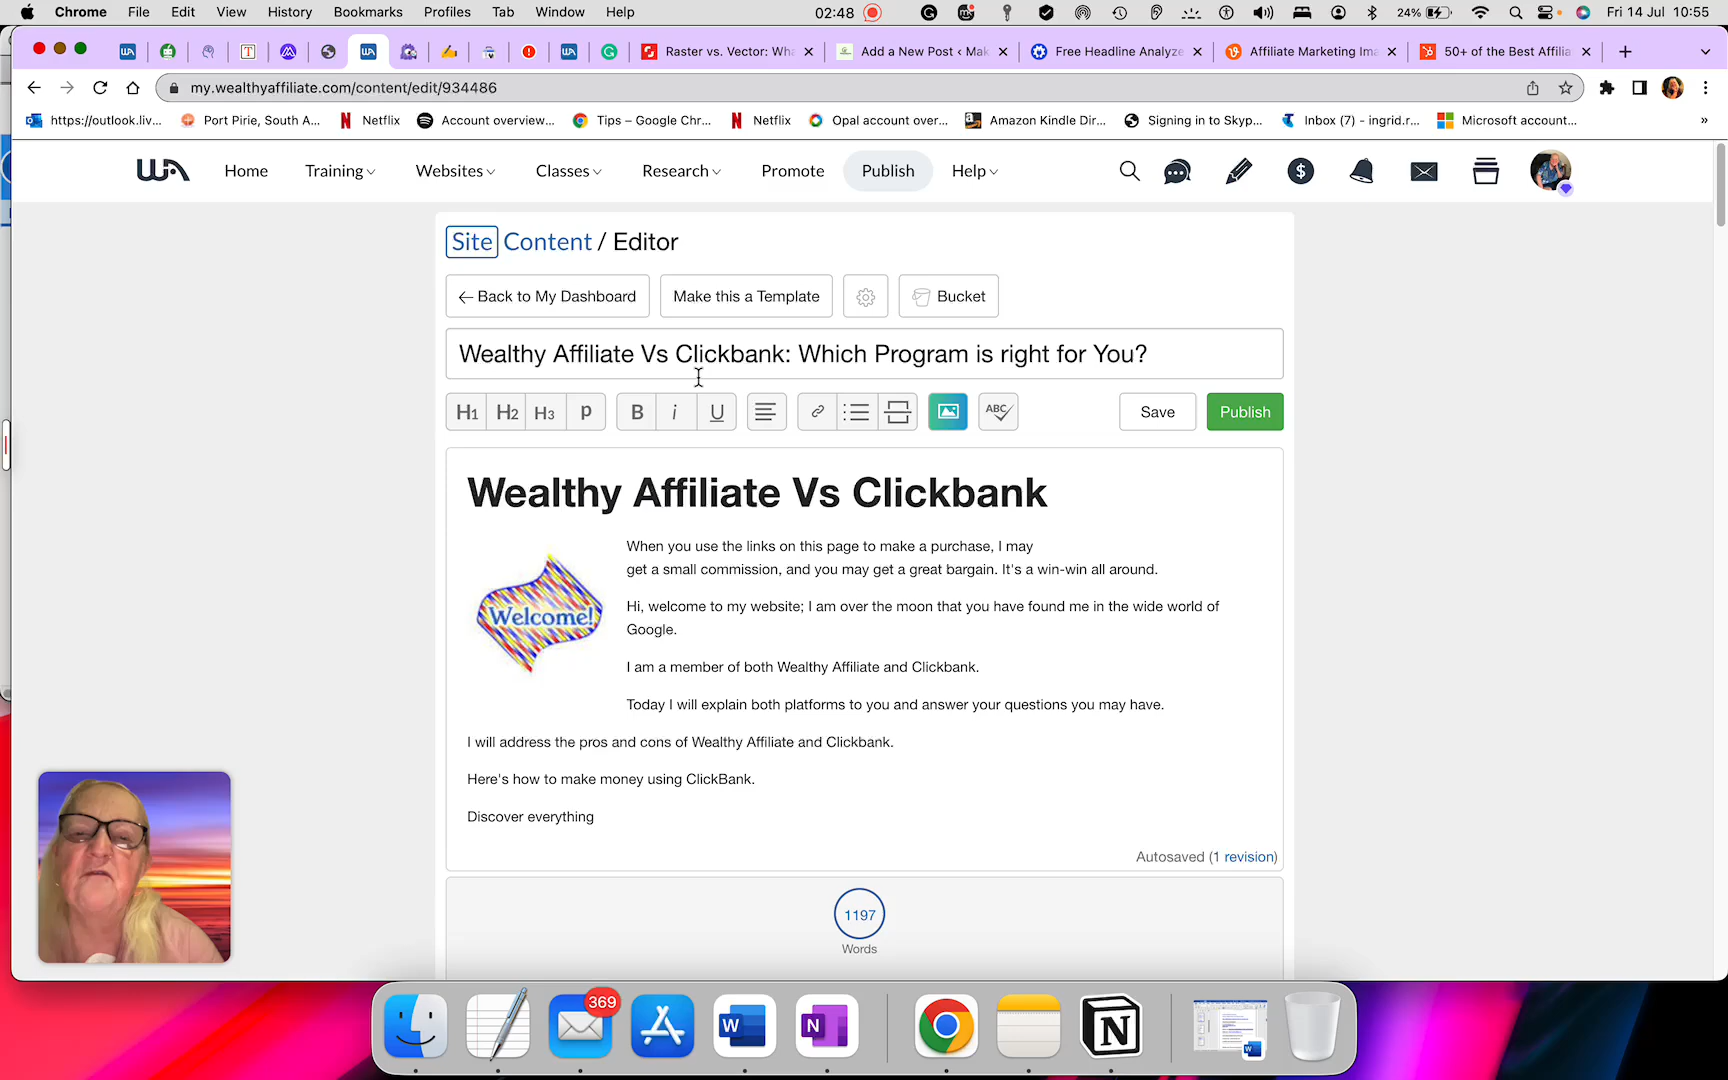 Chrome File Edit View History Bookmarks Profiles Tab Window Help 02:48 24% Fri 14 Jul 10:55
Raster vs. Vector: Wha Add a New Post ‹ Mak Free Headline Analyze Affiliate Marketing Ima 50+ of the Best Affilia
my.wealthyaffiliate.com/content/edit/934486
https://outlook.liv... Port Pirie, South A... Netflix Account overview... Tips – Google Chr... Netflix Opal account over... Amazon Kindle Dir... Signing in to Skyp... Inbox (7) - ingrid.r... Microsoft account... »
WA Home Training Websites Classes Research Promote Publish Help
Site Content / Editor
← Back to My Dashboard Make this a Template Bucket
Wealthy Affiliate Vs Clickbank: Which Program is right for You?
H1 H2 H3 p B i U ABC Save Publish
Wealthy Affiliate Vs Clickbank
Welcome!
When you use the links on this page to make a purchase, I may
get a small commission, and you may get a great bargain. It's a win-win all around.
Hi, welcome to my website; I am over the moon that you have found me in the wide world of
Google.
I am a member of both Wealthy Affiliate and Clickbank.
Today I will explain both platforms to you and answer your questions you may have.
I will address the pros and cons of Wealthy Affiliate and Clickbank.
Here's how to make money using ClickBank.
Discover everything
Autosaved (1 revision)
1197
Words
369
W N N